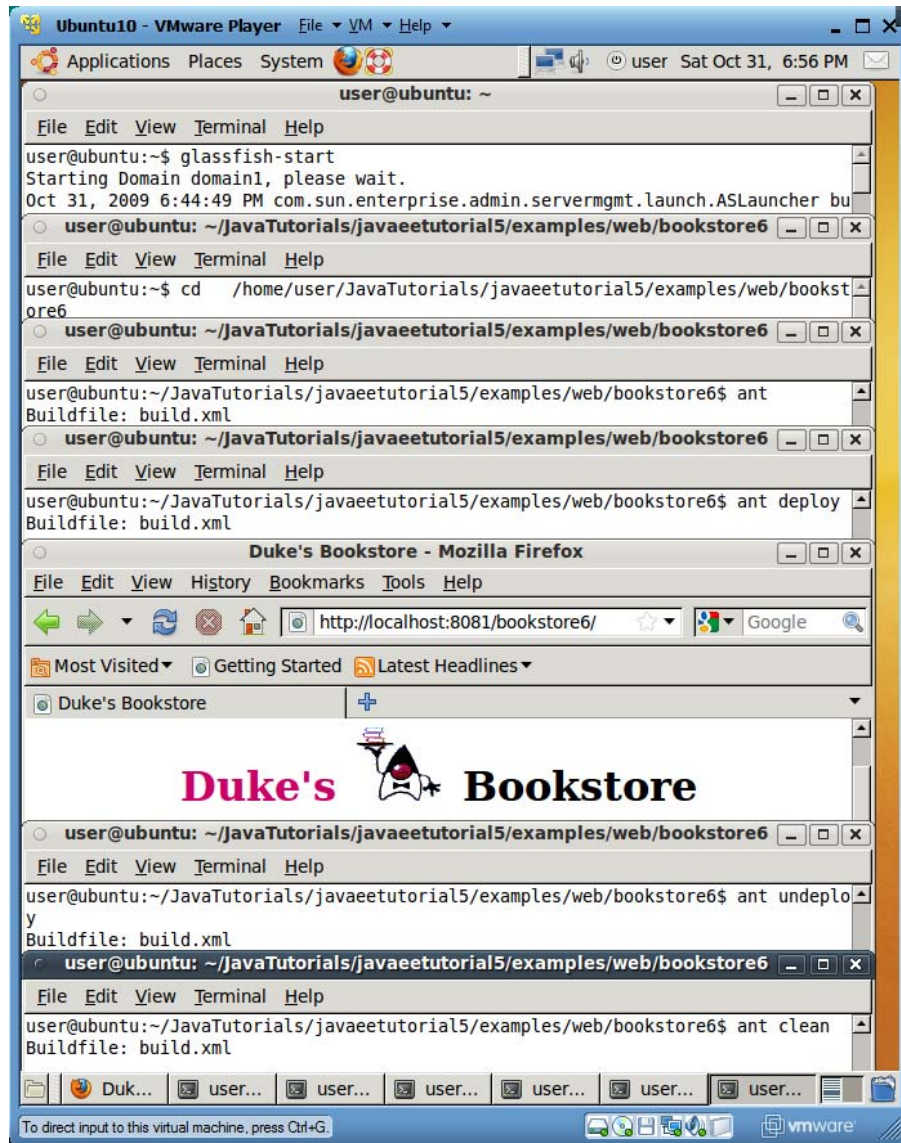 Ubuntu10 - VMware Player File VM Help
Applications Places System user Sat Oct 31, 6:56 PM
user@ubuntu: ~
File Edit View Terminal Help
user@ubuntu:~$ glassfish-start
Starting Domain domain1, please wait.
Oct 31, 2009 6:44:49 PM com.sun.enterprise.admin.servermgmt.launch.ASLauncher bu
user@ubuntu: ~/JavaTutorials/javaeetutorial5/examples/web/bookstore6
File Edit View Terminal Help
user@ubuntu:~$ cd   /home/user/JavaTutorials/javaeetutorial5/examples/web/bookst
ore6
user@ubuntu: ~/JavaTutorials/javaeetutorial5/examples/web/bookstore6
File Edit View Terminal Help
user@ubuntu:~/JavaTutorials/javaeetutorial5/examples/web/bookstore6$ ant
Buildfile: build.xml
user@ubuntu: ~/JavaTutorials/javaeetutorial5/examples/web/bookstore6
File Edit View Terminal Help
user@ubuntu:~/JavaTutorials/javaeetutorial5/examples/web/bookstore6$ ant deploy
Buildfile: build.xml
Duke's Bookstore - Mozilla Firefox
File Edit View History Bookmarks Tools Help
http://localhost:8081/bookstore6/ Google
Most Visited Getting Started Latest Headlines
Duke's Bookstore
Duke's Bookstore
user@ubuntu: ~/JavaTutorials/javaeetutorial5/examples/web/bookstore6
File Edit View Terminal Help
user@ubuntu:~/JavaTutorials/javaeetutorial5/examples/web/bookstore6$ ant undeplo
y
Buildfile: build.xml
user@ubuntu: ~/JavaTutorials/javaeetutorial5/examples/web/bookstore6
File Edit View Terminal Help
user@ubuntu:~/JavaTutorials/javaeetutorial5/examples/web/bookstore6$ ant clean
Buildfile: build.xml
Duk... user... user... user... user... user... user...
To direct input to this virtual machine, press Ctrl+G. vmware